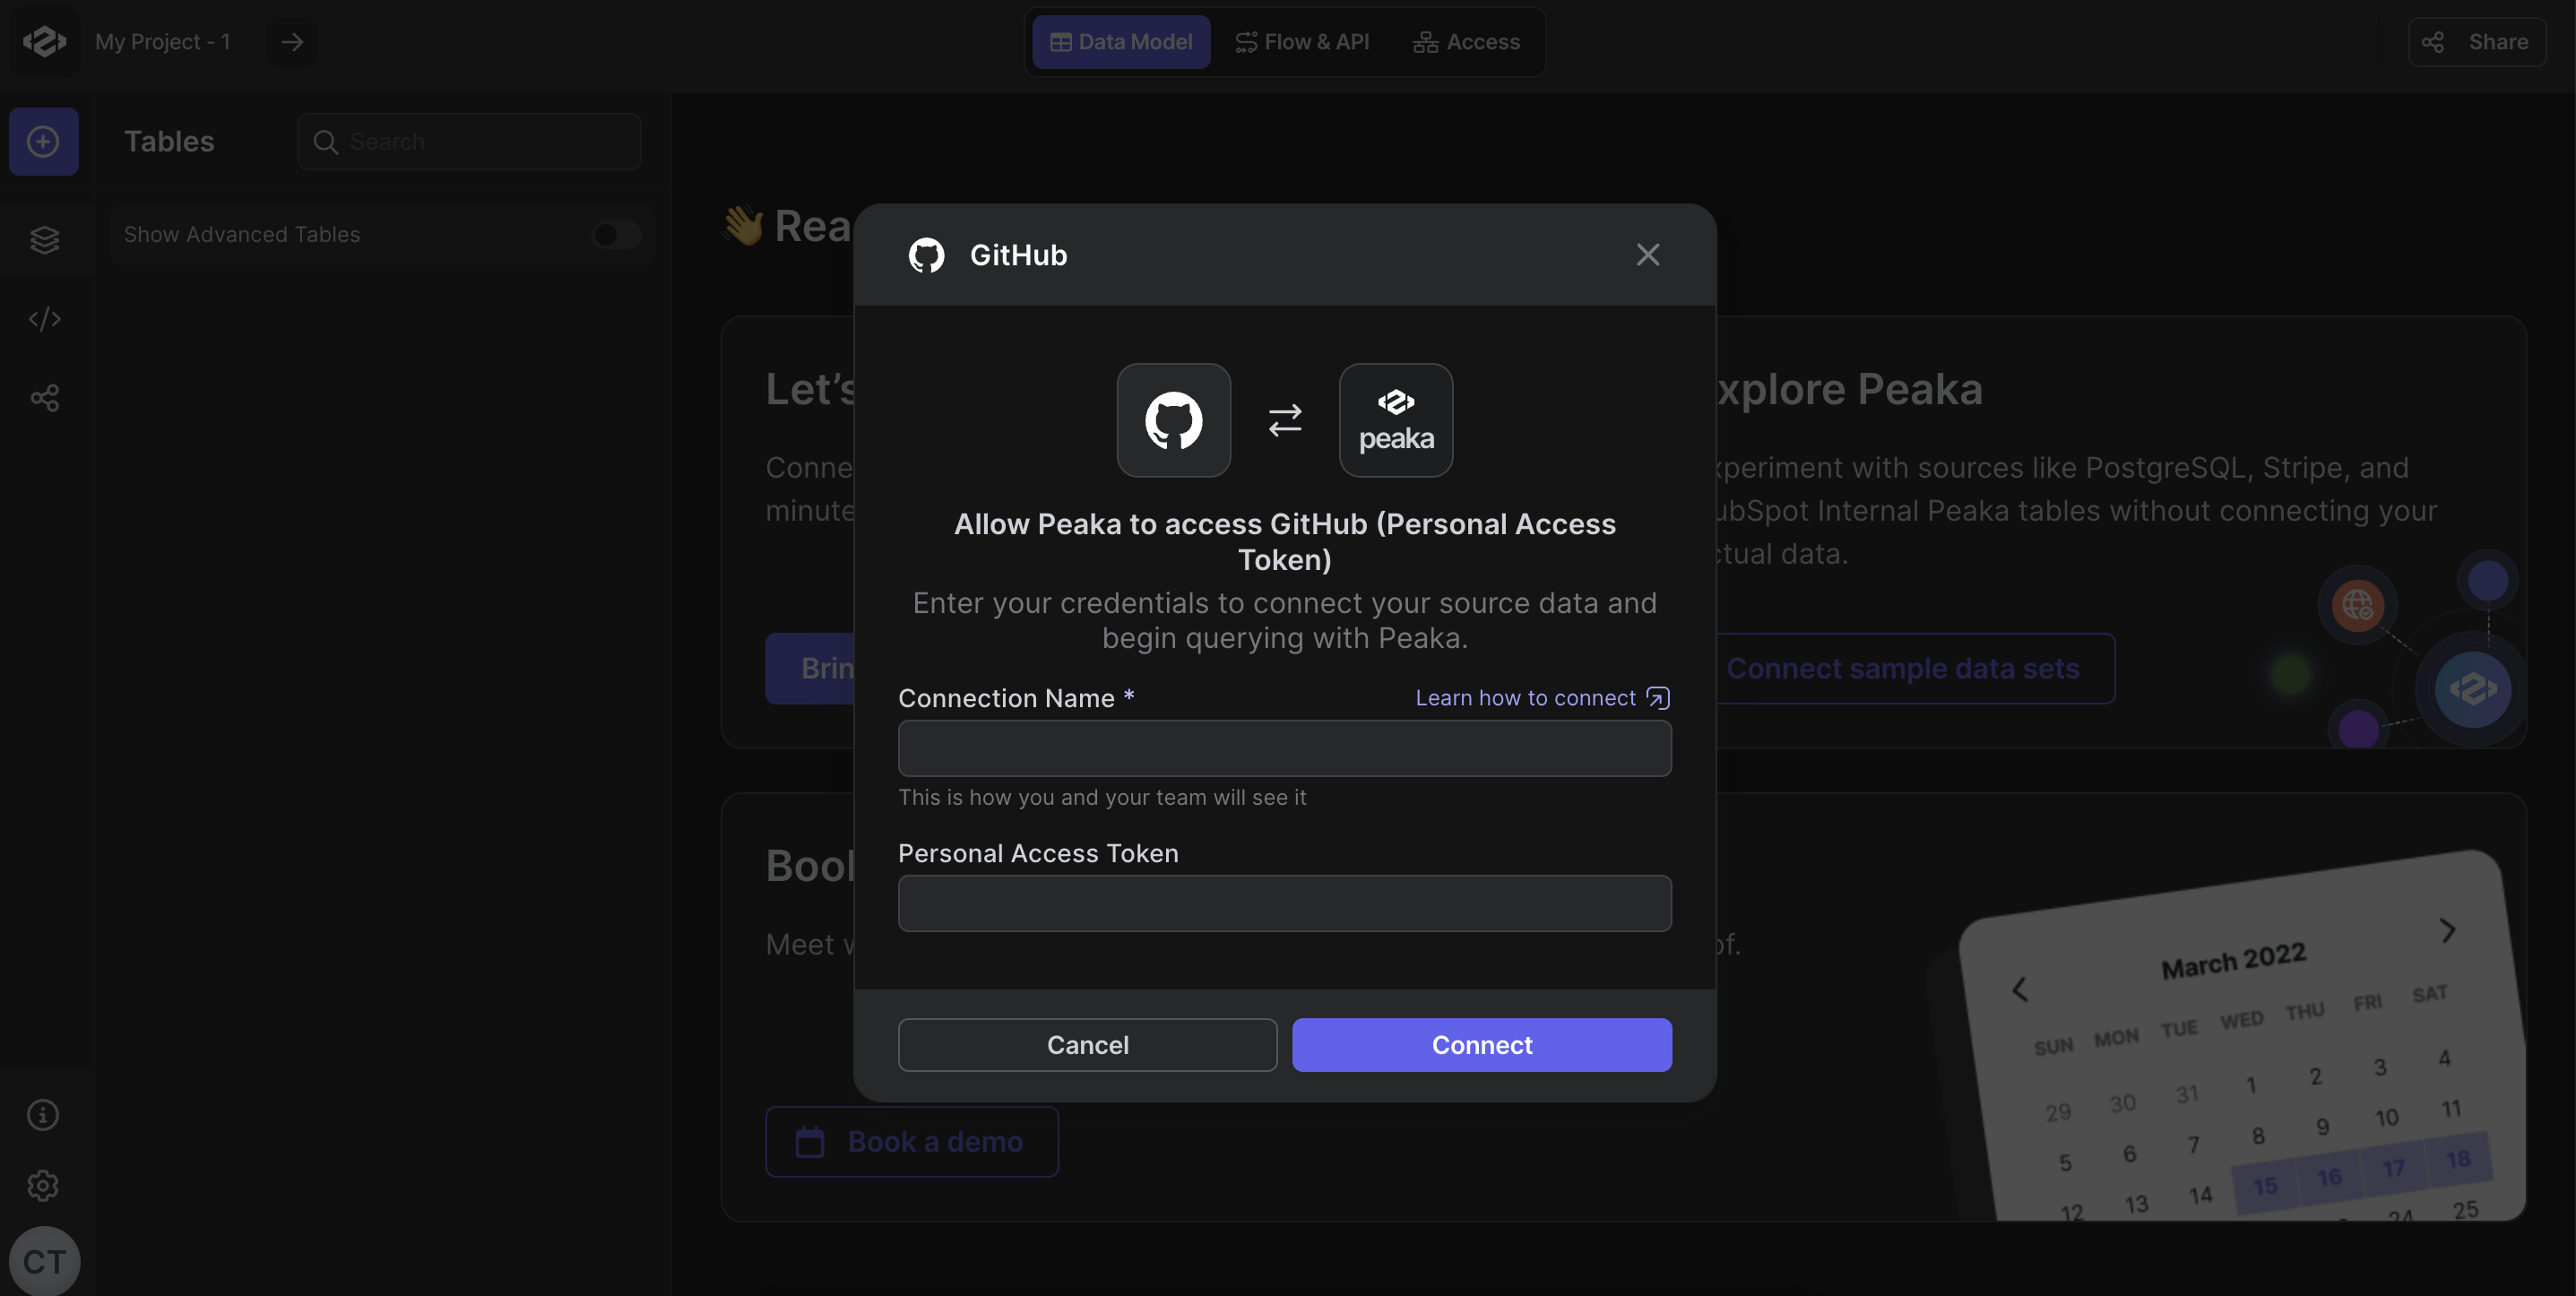 My Project - 1
Data Model
Flow & API
Access
Share
Tables
Search
Show Advanced Tables
GitHub
peaka
Allow Peaka to access GitHub (Personal Access
Token)
Enter your credentials to connect your source data and
begin querying with Peaka.
Connection Name *
Learn how to connect
This is how you and your team will see it
Personal Access Token
Cancel
Connect
👋 Rea
Let's
Conne
minute
Brin
xplore Peaka
xperiment with sources like PostgreSQL, Stripe, and
ubSpot Internal Peaka tables without connecting your
ctual data.
Connect sample data sets
Bool
Meet w
of.
Book a demo
March 2022
SUN MON TUE WED THU FRI SAT
29 30 31 1 2 3 4
5 6 7 8 9 10 11
12 13 14 15 16 17 18
24 25
CT